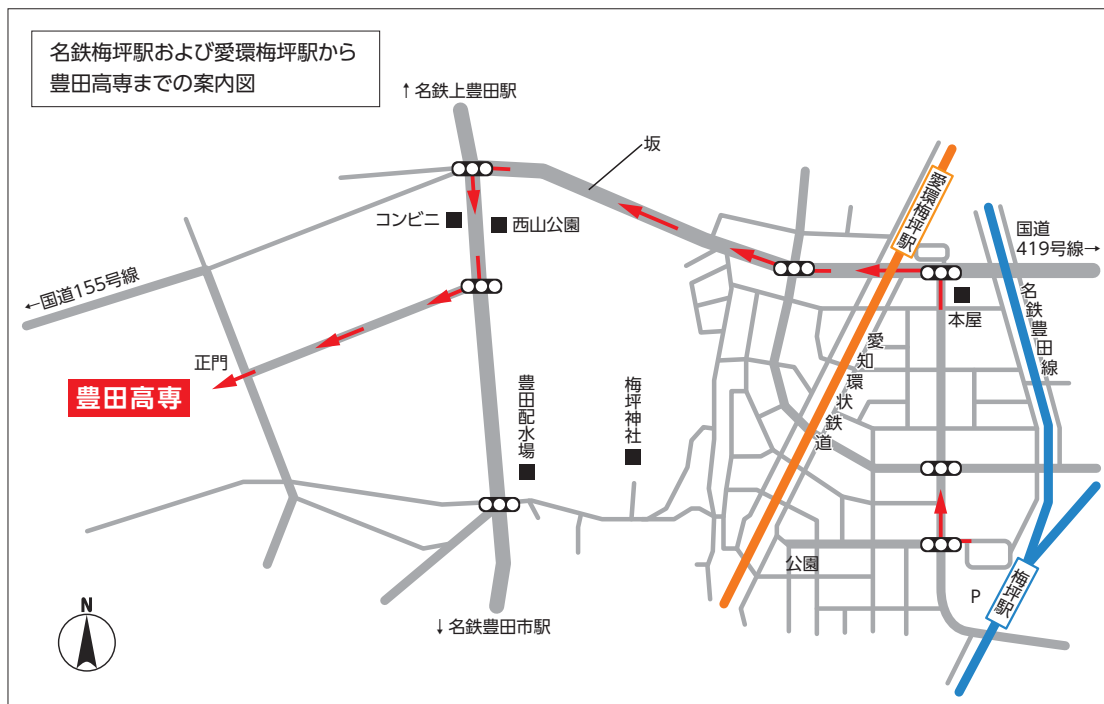 名鉄梅坪駅および愛環梅坪駅から
豊田高専までの案内図
↑名鉄上豊田駅
坂
愛環梅坪駅
コンビニ
西山公園
国道
419号線→
←国道155号線
本屋
名鉄豊田線
愛知環状鉄道
正門
豊田高専
豊田配水場
梅坪神社
公園
梅坪駅
P
N
↓名鉄豊田市駅